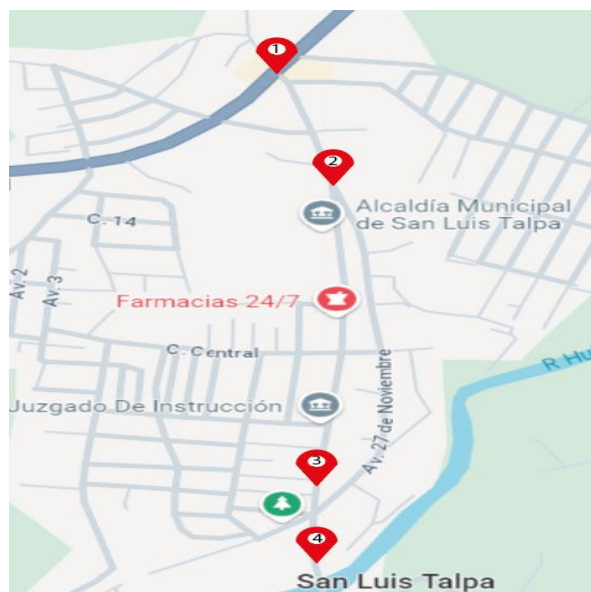 1
2
Alcaldía Municipal
de San Luis Talpa
C. 14
Av. 2
Av. 3
Farmacias 24/7
C. Central
R Hu
Juzgado De Instrucción
Av. 27 de Noviembre
3
4
San Luis Talpa